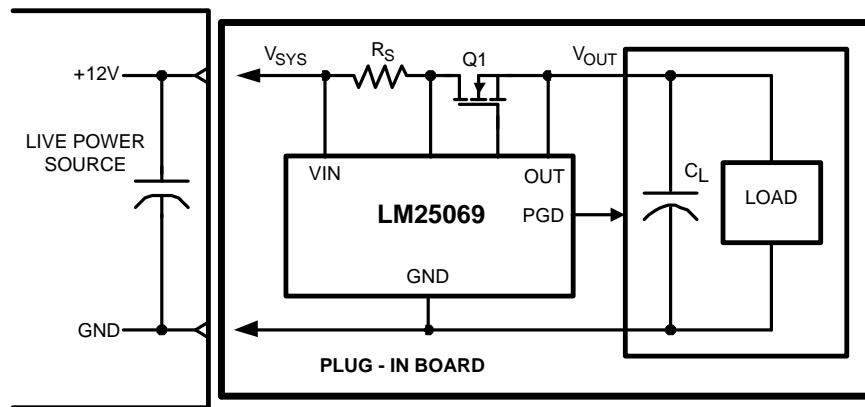 V_SYS
R_S
Q1
V_OUT
+12V
LIVE POWER
SOURCE
VIN
OUT
C_L
LM25069
PGD
LOAD
GND
GND
PLUG - IN BOARD